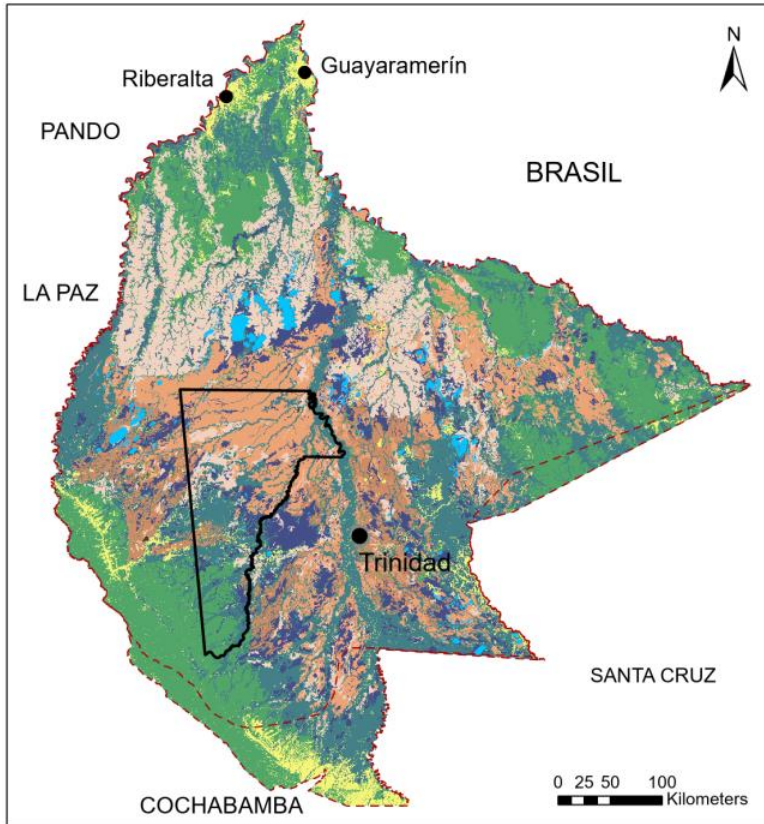 N
Riberalta
Guayaramerín
PANDO
BRASIL
LA PAZ
Trinidad
SANTA CRUZ
0 25 50 100
Kilometers
COCHABAMBA